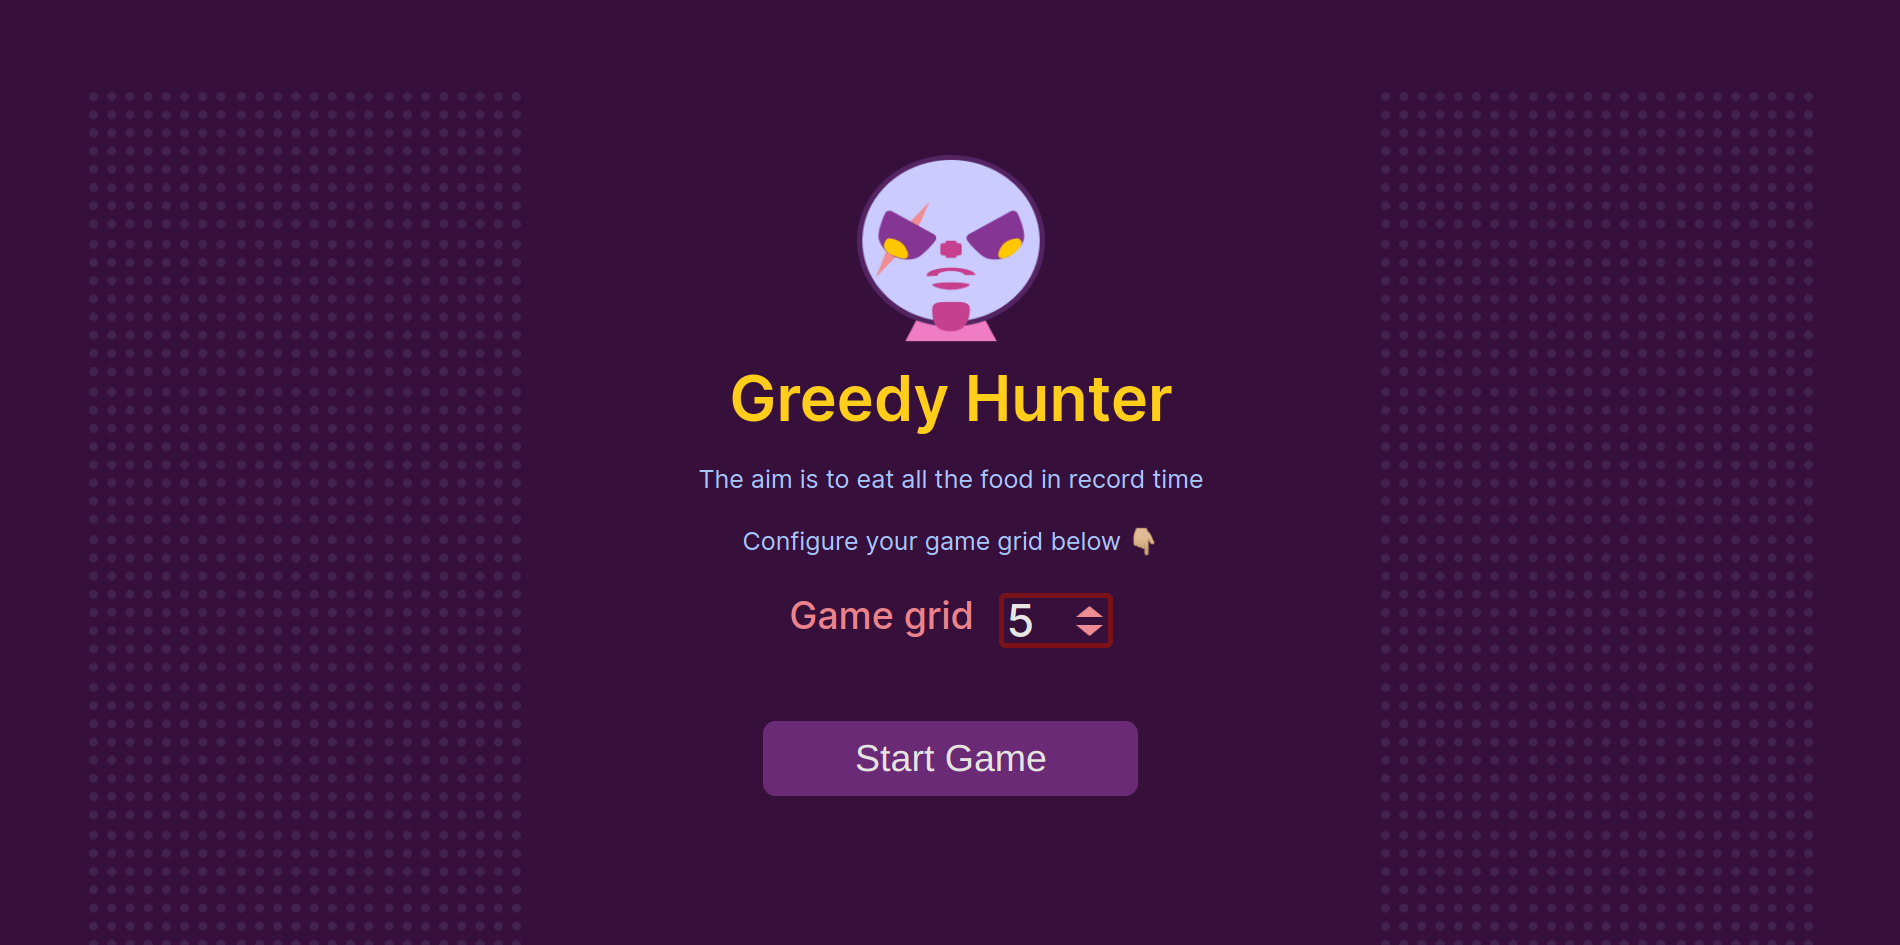 Greedy Hunter
The aim is to eat all the food in record time
Configure your game grid below 👇🏼
Game grid 5
Start Game